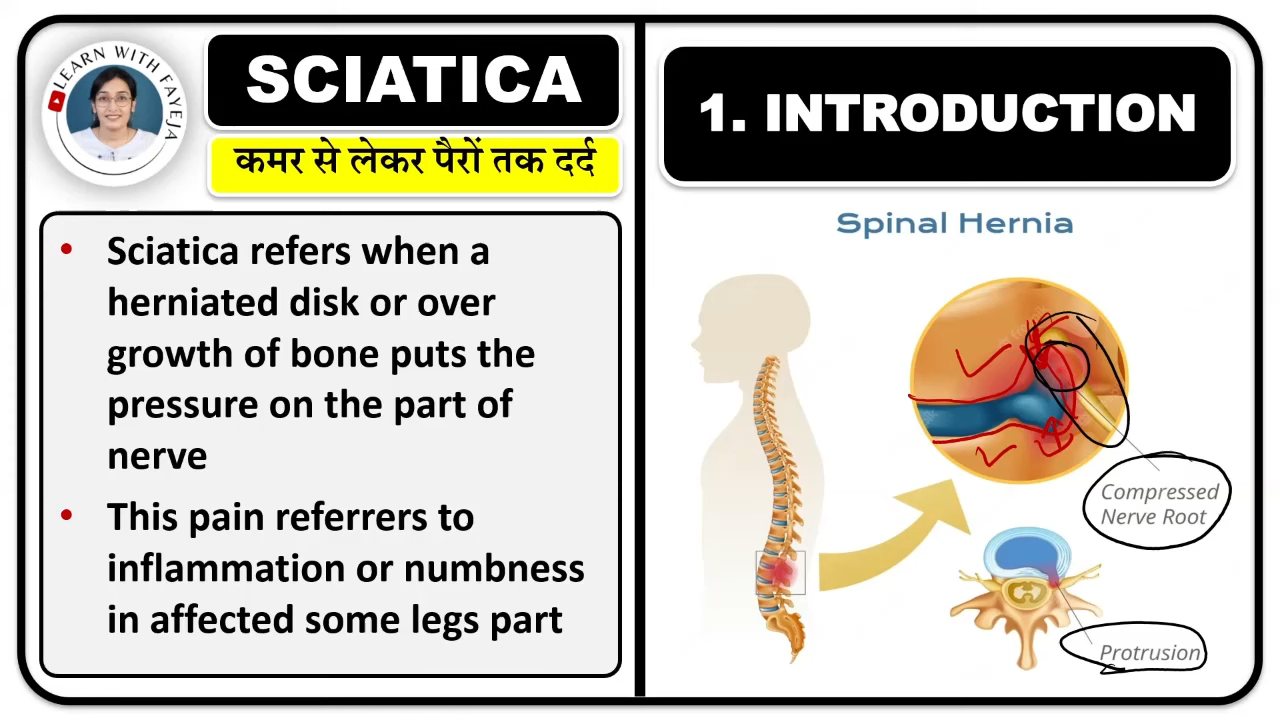 LEARN WITH FAYEJA
SCIATICA
कमर से लेकर पैरों तक दर्द
• Sciatica refers when a
herniated disk or over
growth of bone puts the
pressure on the part of
nerve
• This pain referrers to
inflammation or numbness
in affected some legs part
1. INTRODUCTION
Spinal Hernia
Compressed
Nerve Root
Protrusion